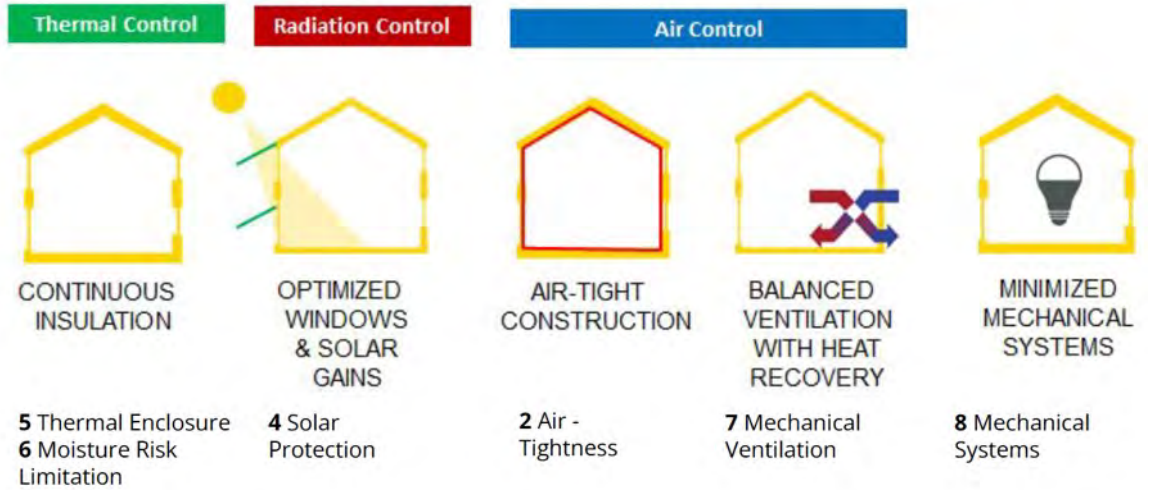 Thermal Control
Radiation Control
Air Control
CONTINUOUS
INSULATION
OPTIMIZED
WINDOWS
& SOLAR
GAINS
AIR-TIGHT
CONSTRUCTION
BALANCED
VENTILATION
WITH HEAT
RECOVERY
MINIMIZED
MECHANICAL
SYSTEMS
5 Thermal Enclosure
6 Moisture Risk
Limitation
4 Solar
Protection
2 Air -
Tightness
7 Mechanical
Ventilation
8 Mechanical
Systems